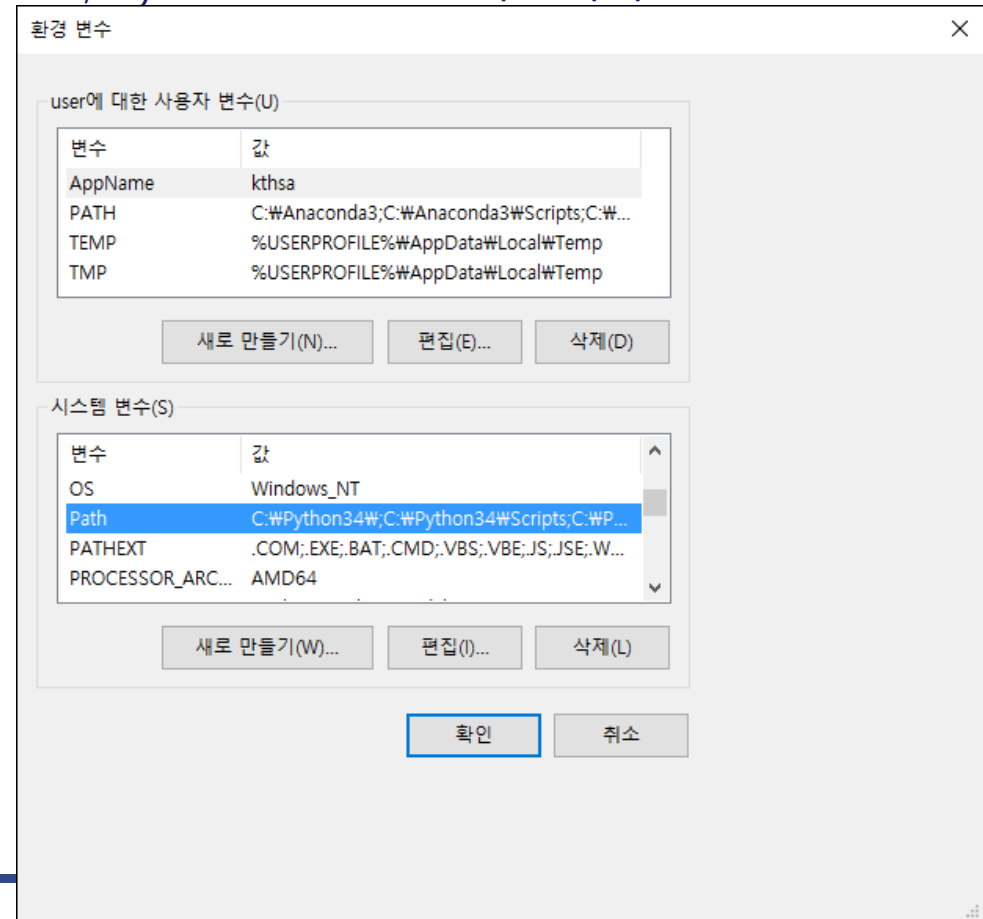 환경 변수
user에 대한 사용자 변수(U)
변수 값
AppName kthsa
PATH C:₩Anaconda3;C:₩Anaconda3₩Scripts;C:₩...
TEMP %USERPROFILE%₩AppData₩Local₩Temp
TMP %USERPROFILE%₩AppData₩Local₩Temp
새로 만들기(N)... 편집(E)... 삭제(D)
시스템 변수(S)
변수 값
OS Windows_NT
Path C:₩Python34₩;C:₩Python34₩Scripts;C:₩P...
PATHEXT .COM;.EXE;.BAT;.CMD;.VBS;.VBE;.JS;.JSE;.W...
PROCESSOR_ARC... AMD64
새로 만들기(W)... 편집(I)... 삭제(L)
확인 취소